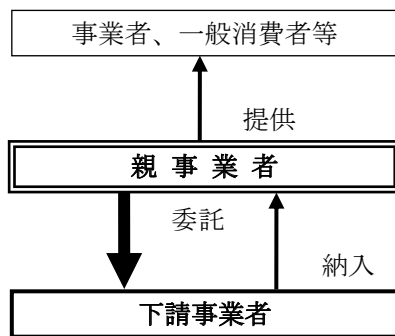 事業者、一般消費者等
提供
親 事 業 者
委託
納入
下請事業者